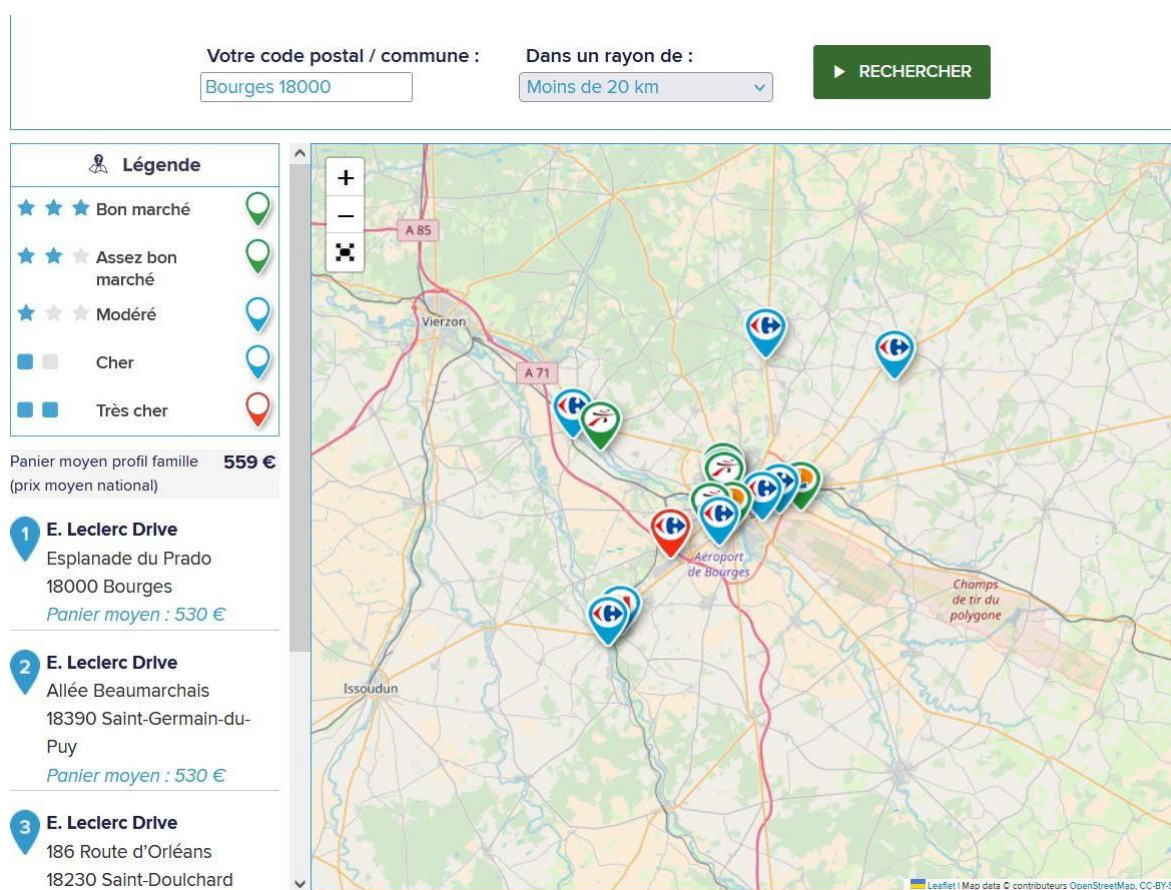 Votre code postal / commune :
Dans un rayon de :
Bourges 18000
Moins de 20 km
RECHERCHER
Légende
Bon marché
Assez bon
marché
Modéré
Cher
Très cher
Panier moyen profil famille
(prix moyen national)
559 €
1
E. Leclerc Drive
Esplanade du Prado
18000 Bourges
Panier moyen : 530 €
2
E. Leclerc Drive
Allée Beaumarchais
18390 Saint-Germain-du-
Puy
Panier moyen : 530 €
3
E. Leclerc Drive
186 Route d'Orléans
18230 Saint-Doulchard
+
−
A 85
Vierzon
A 71
Aéroport
de Bourges
Champs
de tir du
polygone
Issoudun
Leaflet | Map data © contributeurs OpenStreetMap, CC-BY-